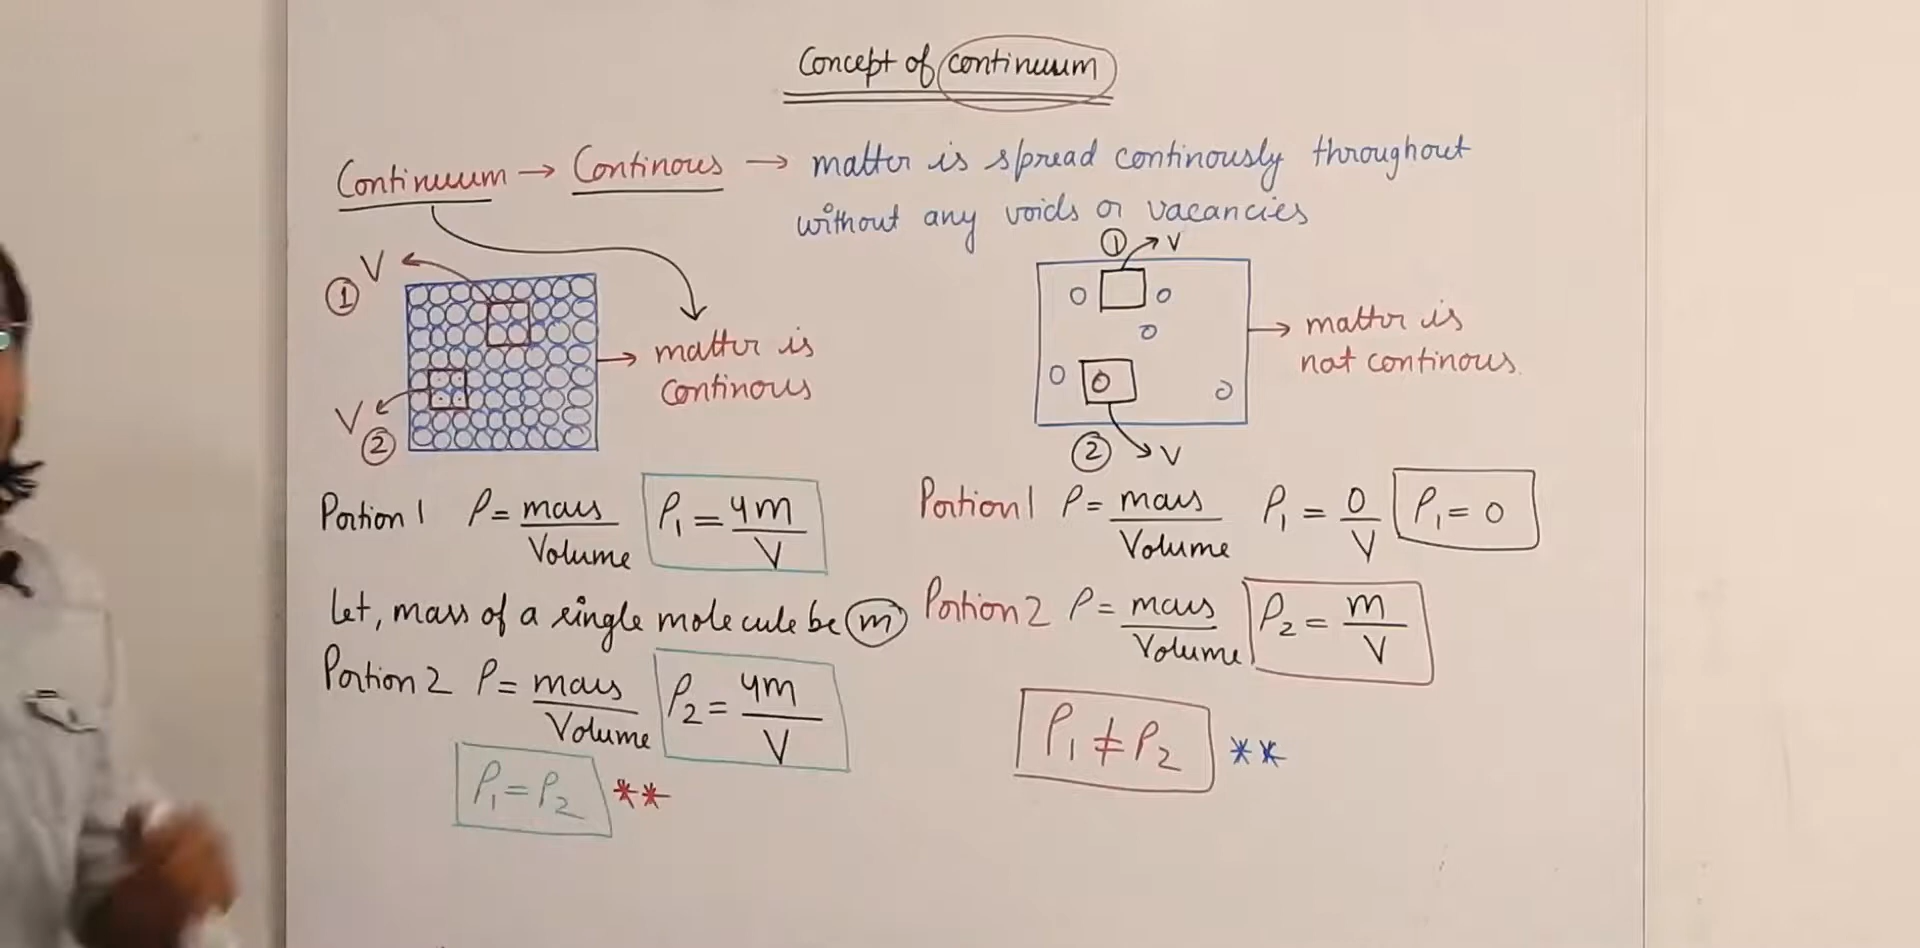 Concept of continuum
Continuum → Continous → matter is spread continously throughout
without any voids or vacancies
① V
V
②
matter is
continous
① V
② V
matter is
not continous.
Portion 1 ρ = mass / Volume ρ₁ = 4m / V
Let, mass of a single molecule be m
Portion 2 ρ = mass / Volume ρ₂ = 4m / V
ρ₁ = ρ₂ **
Portion 1 ρ = mass / Volume ρ₁ = 0 / V ρ₁ = 0
Portion 2 ρ = mass / Volume ρ₂ = m / V
ρ₁ ≠ ρ₂ **